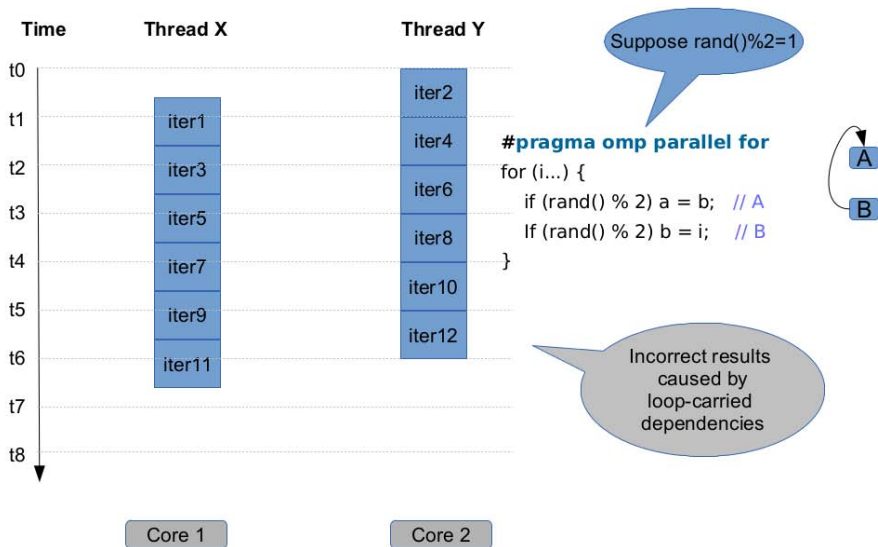 Time
Thread X
Thread Y
Suppose rand()%2=1
t0
t1
t2
t3
t4
t5
t6
t7
t8
iter1
iter3
iter5
iter7
iter9
iter11
iter2
iter4
iter6
iter8
iter10
iter12
#pragma omp parallel for
for (i...) {
if (rand() % 2) a = b; // A
If (rand() % 2) b = i; // B
}
A
B
Incorrect results
caused by
loop-carried
dependencies
Core 1
Core 2